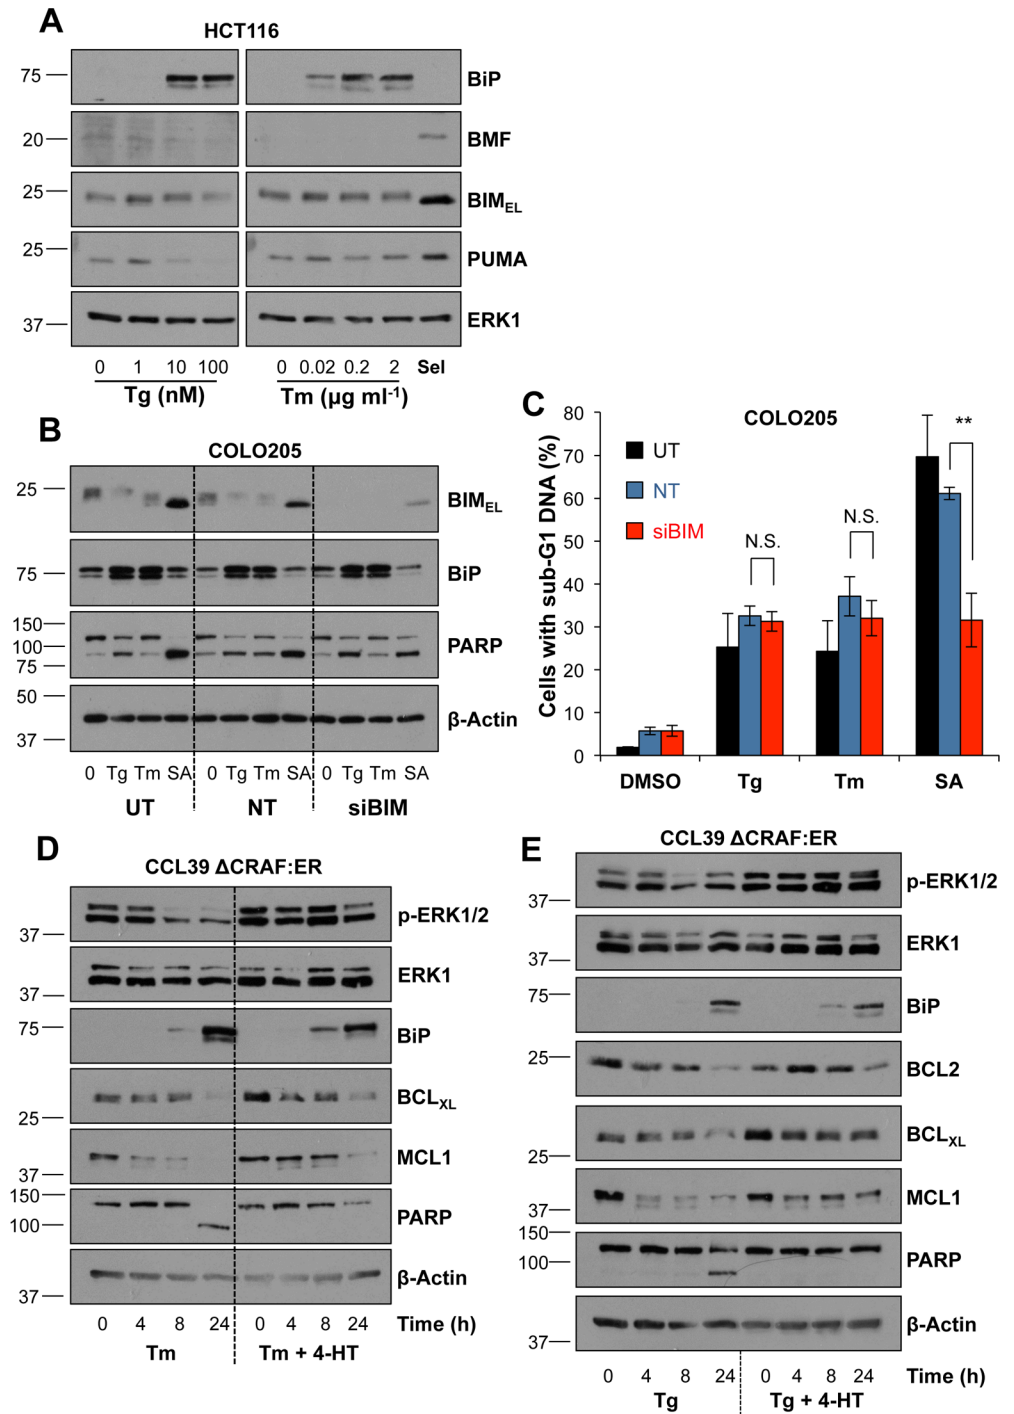 A
HCT116
75
BiP
20
BMF
25
BIM_EL
25
PUMA
37
ERK1
0 1 10 100 0 0.02 0.2 2 Sel
Tg (nM) Tm (µg ml⁻¹)
B
COLO205
25
BIM_EL
75
BiP
150
100
75
PARP
50
37
β-Actin
0 Tg Tm SA 0 Tg Tm SA 0 Tg Tm SA
UT NT siBIM
C
COLO205
Cells with sub-G1 DNA (%)
80
70
60
50
40
30
20
10
0
UT
NT
siBIM
N.S.
N.S.
**
DMSO Tg Tm SA
D
CCL39 ΔCRAF:ER
37
p-ERK1/2
37
ERK1
75
BiP
25
BCL_XL
37
MCL1
150
100
PARP
37
β-Actin
0 4 8 24 0 4 8 24 Time (h)
Tm Tm + 4-HT
E
CCL39 ΔCRAF:ER
37
p-ERK1/2
37
ERK1
75
BiP
25
BCL2
25
BCL_XL
37
MCL1
150
100
PARP
37
β-Actin
0 4 8 24 0 4 8 24 Time (h)
Tg Tg + 4-HT